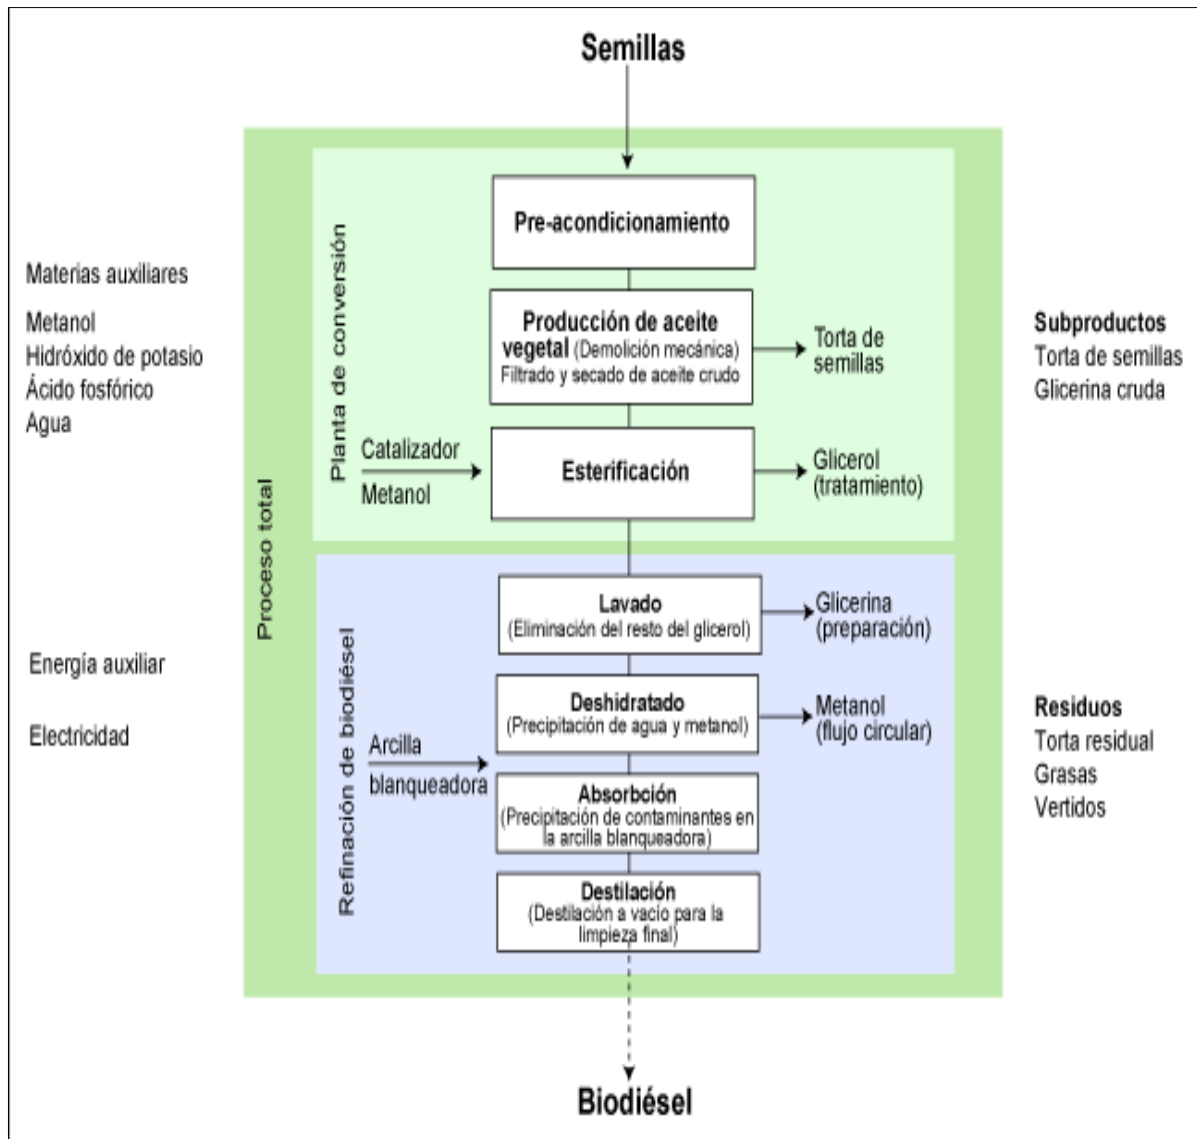 Semillas
Pre-acondicionamiento
Planta de conversión
Materias auxiliares
Metanol
Hidróxido de potasio
Ácido fosfórico
Agua
Producción de aceite
vegetal (Demolición mecánica)
Filtrado y secado de aceite crudo
Torta de
semillas
Subproductos
Torta de semillas
Glicerina cruda
Catalizador
Metanol
Esterificación
Glicerol
(tratamiento)
Proceso total
Refinación de biodiésel
Lavado
(Eliminación del resto del glicerol)
Glicerina
(preparación)
Energía auxiliar
Electricidad
Deshidratado
(Precipitación de agua y metanol)
Metanol
(flujo circular)
Arcilla
blanqueadora
Residuos
Torta residual
Grasas
Vertidos
Absorbción
(Precipitación de contaminantes en
la arcilla blanqueadora)
Destilación
(Destilación a vacío para la
limpieza final)
Biodiésel